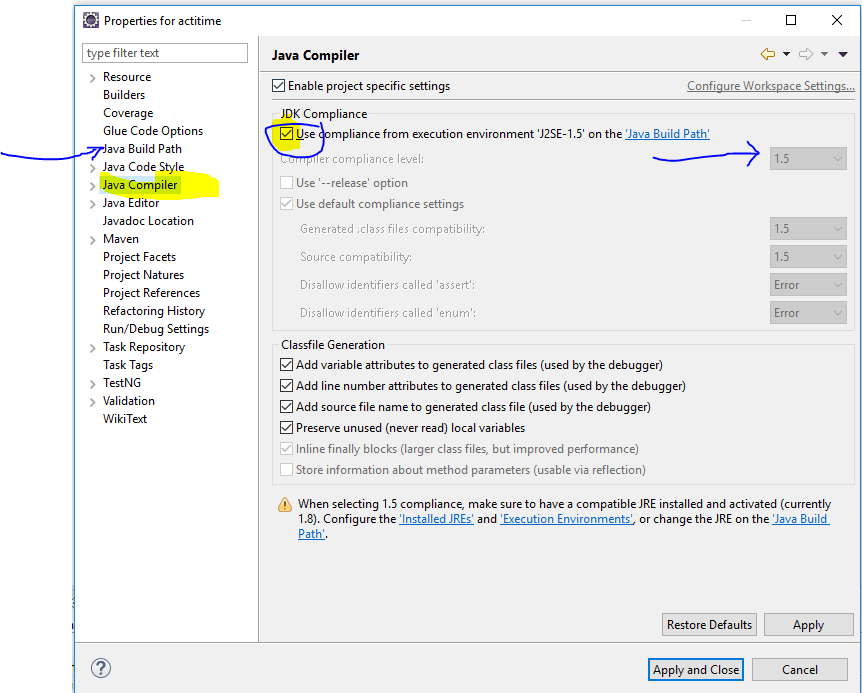 Properties for actitime
type filter text
Java Compiler
Resource
Builders
Coverage
Glue Code Options
Java Build Path
Java Code Style
Java Compiler
Java Editor
Javadoc Location
Maven
Project Facets
Project Natures
Project References
Refactoring History
Run/Debug Settings
Task Repository
Task Tags
TestNG
Validation
WikiText
Enable project specific settings
Configure Workspace Settings...
JDK Compliance
Use compliance from execution environment 'J2SE-1.5' on the 'Java Build Path'
Compiler compliance level: 1.5
Use '--release' option
Use default compliance settings
Generated .class files compatibility: 1.5
Source compatibility: 1.5
Disallow identifiers called 'assert': Error
Disallow identifiers called 'enum': Error
Classfile Generation
Add variable attributes to generated class files (used by the debugger)
Add line number attributes to generated class files (used by the debugger)
Add source file name to generated class file (used by the debugger)
Preserve unused (never read) local variables
Inline finally blocks (larger class files, but improved performance)
Store information about method parameters (usable via reflection)
When selecting 1.5 compliance, make sure to have a compatible JRE installed and activated (currently
1.8). Configure the 'Installed JREs' and 'Execution Environments', or change the JRE on the 'Java Build
Path'.
Restore Defaults
Apply
?
Apply and Close
Cancel